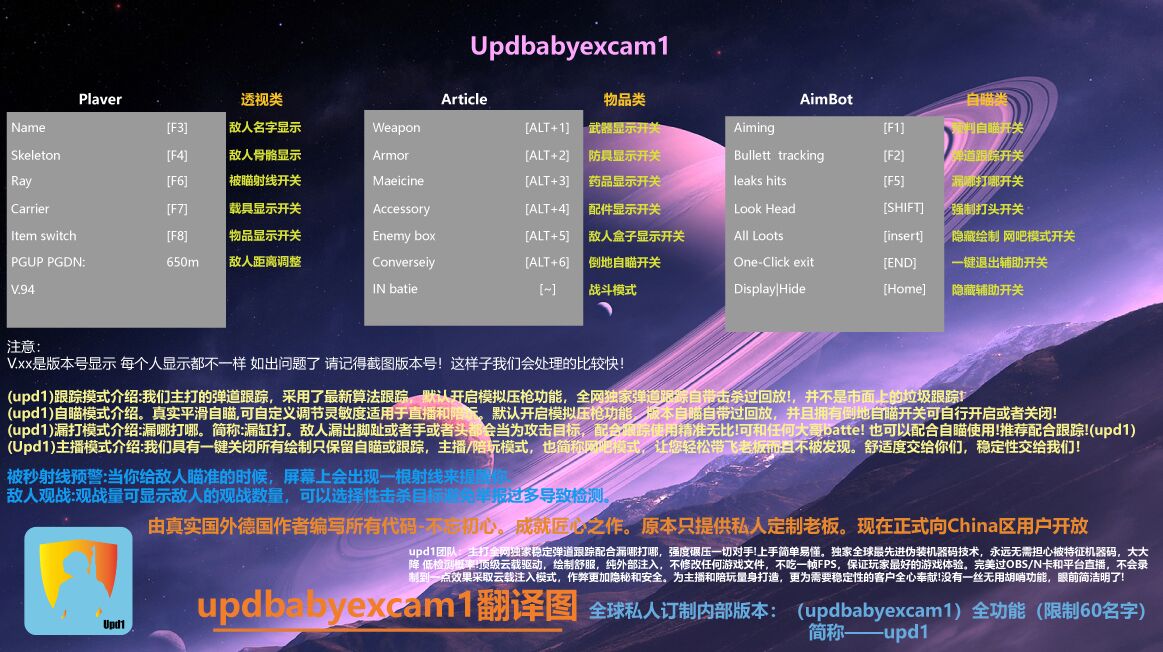 Updbabyexcam1
Plaver 透视类
Name [F3] 敌人名字显示
Skeleton [F4] 敌人骨骼显示
Ray [F6] 被瞄射线开关
Carrier [F7] 载具显示开关
Item switch [F8] 物品显示开关
PGUP PGDN: 650m 敌人距离调整
V.94
Article 物品类
Weapon [ALT+1] 武器显示开关
Armor [ALT+2] 防具显示开关
Maeicine [ALT+3] 药品显示开关
Accessory [ALT+4] 配件显示开关
Enemy box [ALT+5] 敌人盒子显示开关
Converseiy [ALT+6] 倒地自瞄开关
IN batie [~] 战斗模式
AimBot 自瞄类
Aiming [F1] 预判自瞄开关
Bullett tracking [F2] 弹道跟踪开关
leaks hits [F5] 漏哪打哪开关
Look Head [SHIFT] 强制打头开关
All Loots [insert] 隐藏绘制 网吧模式开关
One-Click exit [END] 一键退出辅助开关
Display|Hide [Home] 隐藏辅助开关
注意：
V.xx是版本号显示 每个人显示都不一样 如出问题了 请记得截图版本号！这样子我们会处理的比较快！
(upd1)跟踪摸式介绍:我们主打的弹道跟踪，采用了最新算法跟踪，默认开启模拟压枪功能，全网独家弹道跟踪自带击杀过回放!，并不是市面上的垃圾跟踪!
(upd1)自瞄模式介绍。真实平滑自瞄,可自定义调节灵敏度适用于直播和陪玩。默认开启模拟压枪功能，版本自瞄自带过回放，并且拥有倒地自瞄开关可自行开启或者关闭!
(upd1)漏打模式介绍:漏哪打哪。简称:漏缸打。敌人漏出脚趾或者手或者头都会当为攻击目标，配合跟踪使用精准无比!可和任何大哥batte! 也可以配合自瞄使用!推荐配合跟踪!(upd1)
(Upd1)主播模式介绍:我们具有一键关闭所有绘制只保留自瞄或跟踪，主播/陪玩模式，也简称网吧模式，让您轻松带飞老板而且不被发现。舒适度交给你们，稳定性交给我们!
被秒射线预警:当你给敌人瞄准的时候，屏幕上会出现一根射线来提醒你.
敌人观战:观战量可显示敌人的观战数量，可以选择性击杀目标避免举报过多导致检测。
由真实国外德国作者编写所有代码-不忘初心。成就匠心之作。原本只提供私人定制老板。现在正式向China区用户开放
upd1团队：主打全网独家稳定弹道跟踪配合漏哪打哪，强度碾压一切对手!上手简单易懂。独家全球最先进伪装机器码技术，永远无需担心被特征机器码，大大
降 低检测概率!顶级云载驱动，绘制舒服，纯外部注入，不修改任何游戏文件，不吃一帧FPS，保证玩家最好的游戏体验。完美过OBS/N卡和平台直播，不会录
制到一点效果采取云载注入模式，作弊更加隐秘和安全。为主播和陪玩量身打造，更为需要稳定性的客户全心奉献!没有一丝无用胡哨功能，眼前简洁明了!
Upd1
updbabyexcam1翻译图
全球私人订制内部版本：（updbabyexcam1）全功能（限制60名字）
简称——upd1